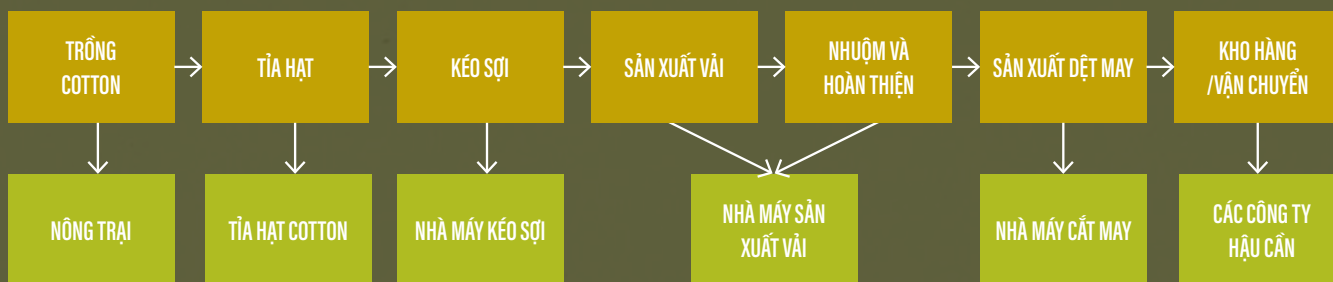 TRỒNG
COTTON
TỈA HẠT
KÉO SỢI
SẢN XUẤT VẢI
NHUỘM VÀ
HOÀN THIỆN
SẢN XUẤT DỆT MAY
KHO HÀNG
/VẬN CHUYỂN
NÔNG TRẠI
TỈA HẠT COTTON
NHÀ MÁY KÉO SỢI
NHÀ MÁY SẢN
XUẤT VẢI
NHÀ MÁY CẮT MAY
CÁC CÔNG TY
HẬU CẦN